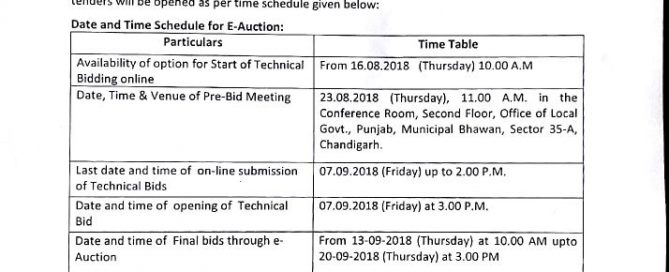 tenders will be opened as per time schedule given below:
Date and Time Schedule for E-Auction:
Particulars
Time Table
Availability of option for Start of Technical
Bidding online
From 16.08.2018 (Thursday) 10.00 A.M
Date, Time & Venue of Pre-Bid Meeting
23.08.2018 (Thursday), 11.00 A.M. in the
Conference Room, Second Floor, Office of Local
Govt., Punjab, Municipal Bhawan, Sector 35-A,
Chandigarh.
Last date and time of on-line submission
of Technical Bids
07.09.2018 (Friday) up to 2.00 P.M.
Date and time of opening of Technical
Bid
07.09.2018 (Friday) at 3.00 P.M.
Date and time of Final bids through e-
Auction
From 13-09-2018 (Thursday) at 10.00 AM upto
20-09-2018 (Thursday) at 3.00 PM